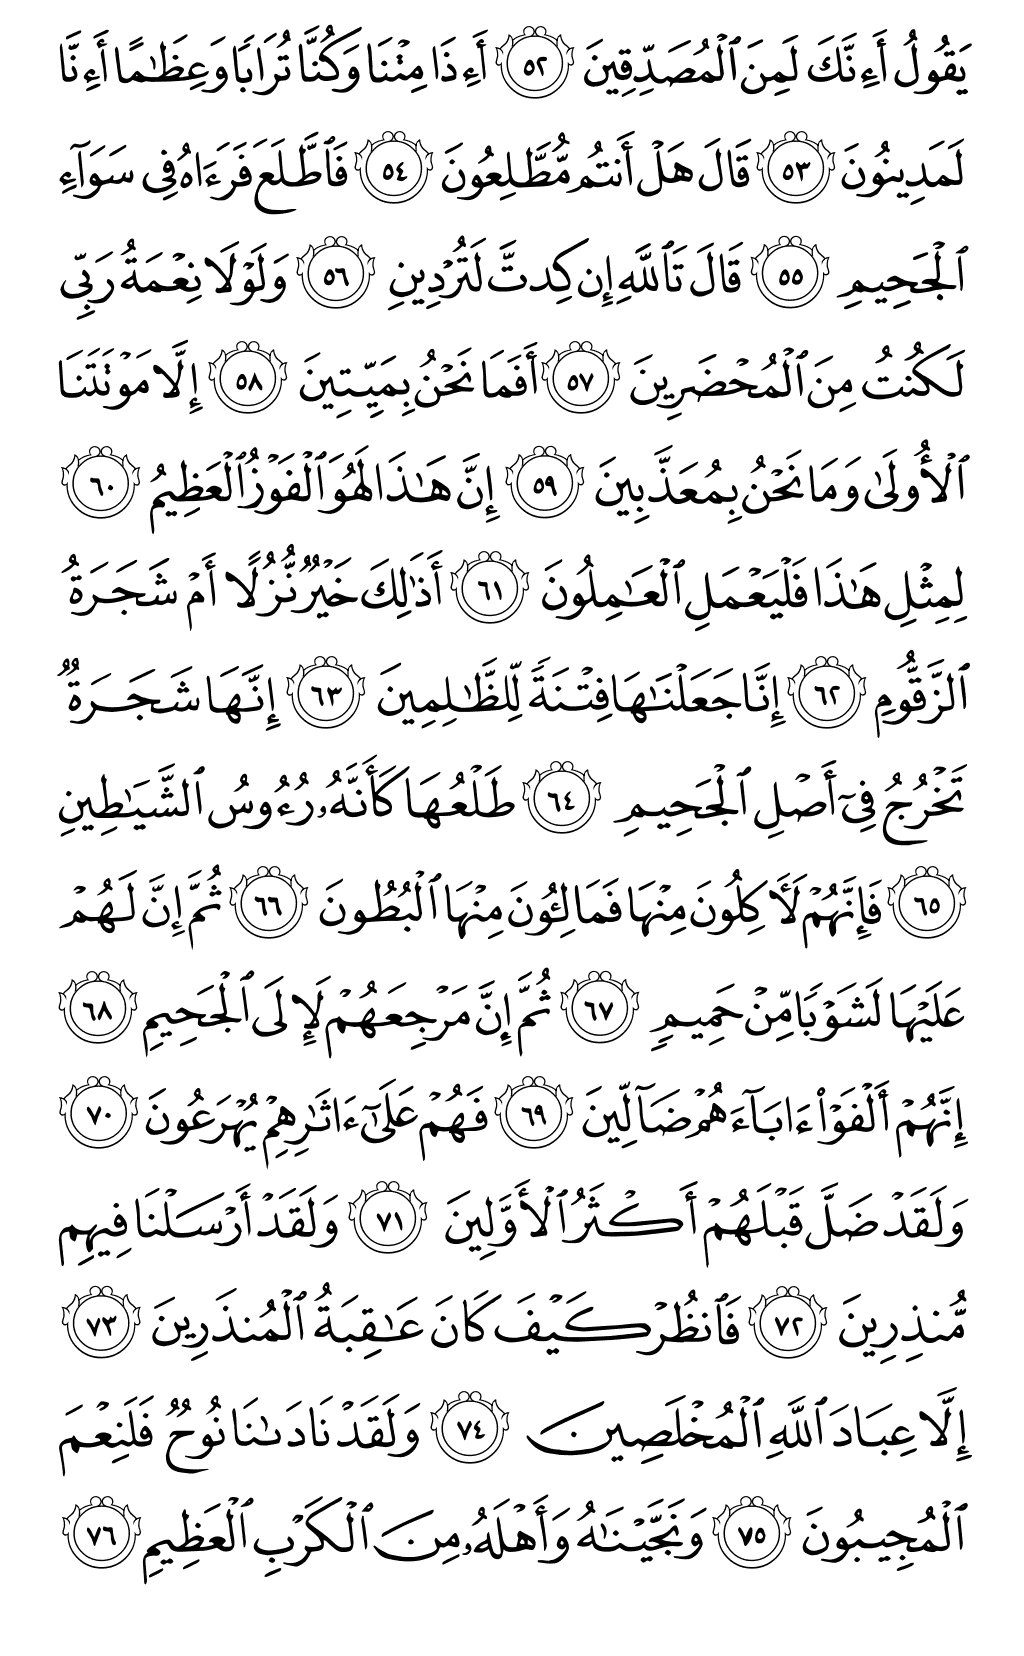 يَقُولُ أَءِنَّكَ لَمِنَ ٱلْمُصَدِّقِينَ ٥٢ أَءِذَا مِتْنَا وَكُنَّا تُرَابًا وَعِظَٰمًا أَءِنَّا
لَمَدِينُونَ ٥٣ قَالَ هَلْ أَنتُم مُّطَّلِعُونَ ٥٤ فَٱطَّلَعَ فَرَءَاهُ فِى سَوَآءِ
ٱلْجَحِيمِ ٥٥ قَالَ تَٱللَّهِ إِن كِدتَّ لَتُرْدِينِ ٥٦ وَلَوْلَا نِعْمَةُ رَبِّى
لَكُنتُ مِنَ ٱلْمُحْضَرِينَ ٥٧ أَفَمَا نَحْنُ بِمَيِّتِينَ ٥٨ إِلَّا مَوْتَتَنَا
ٱلْأُولَىٰ وَمَا نَحْنُ بِمُعَذَّبِينَ ٥٩ إِنَّ هَٰذَا لَهُوَ ٱلْفَوْزُ ٱلْعَظِيمُ ٦٠
لِمِثْلِ هَٰذَا فَلْيَعْمَلِ ٱلْعَٰمِلُونَ ٦١ أَذَٰلِكَ خَيْرٌ نُّزُلًا أَمْ شَجَرَةُ
ٱلزَّقُّومِ ٦٢ إِنَّا جَعَلْنَٰهَا فِتْنَةً لِّلظَّٰلِمِينَ ٦٣ إِنَّهَا شَجَرَةٌ
تَخْرُجُ فِىٓ أَصْلِ ٱلْجَحِيمِ ٦٤ طَلْعُهَا كَأَنَّهُۥ رُءُوسُ ٱلشَّيَٰطِينِ
٦٥ فَإِنَّهُمْ لَءَاكِلُونَ مِنْهَا فَمَالِـُٔونَ مِنْهَا ٱلْبُطُونَ ٦٦ ثُمَّ إِنَّ لَهُمْ
عَلَيْهَا لَشَوْبًا مِّنْ حَمِيمٍ ٦٧ ثُمَّ إِنَّ مَرْجِعَهُمْ لَإِلَى ٱلْجَحِيمِ ٦٨
إِنَّهُمْ أَلْفَوْا۟ ءَابَآءَهُمْ ضَآلِّينَ ٦٩ فَهُمْ عَلَىٰٓ ءَاثَٰرِهِمْ يُهْرَعُونَ ٧٠
وَلَقَدْ ضَلَّ قَبْلَهُمْ أَكْثَرُ ٱلْأَوَّلِينَ ٧١ وَلَقَدْ أَرْسَلْنَا فِيهِم
مُّنذِرِينَ ٧٢ فَٱنظُرْ كَيْفَ كَانَ عَٰقِبَةُ ٱلْمُنذَرِينَ ٧٣
إِلَّا عِبَادَ ٱللَّهِ ٱلْمُخْلَصِينَ ٧٤ وَلَقَدْ نَادَىٰنَا نُوحٌ فَلَنِعْمَ
ٱلْمُجِيبُونَ ٧٥ وَنَجَّيْنَٰهُ وَأَهْلَهُۥ مِنَ ٱلْكَرْبِ ٱلْعَظِيمِ ٧٦